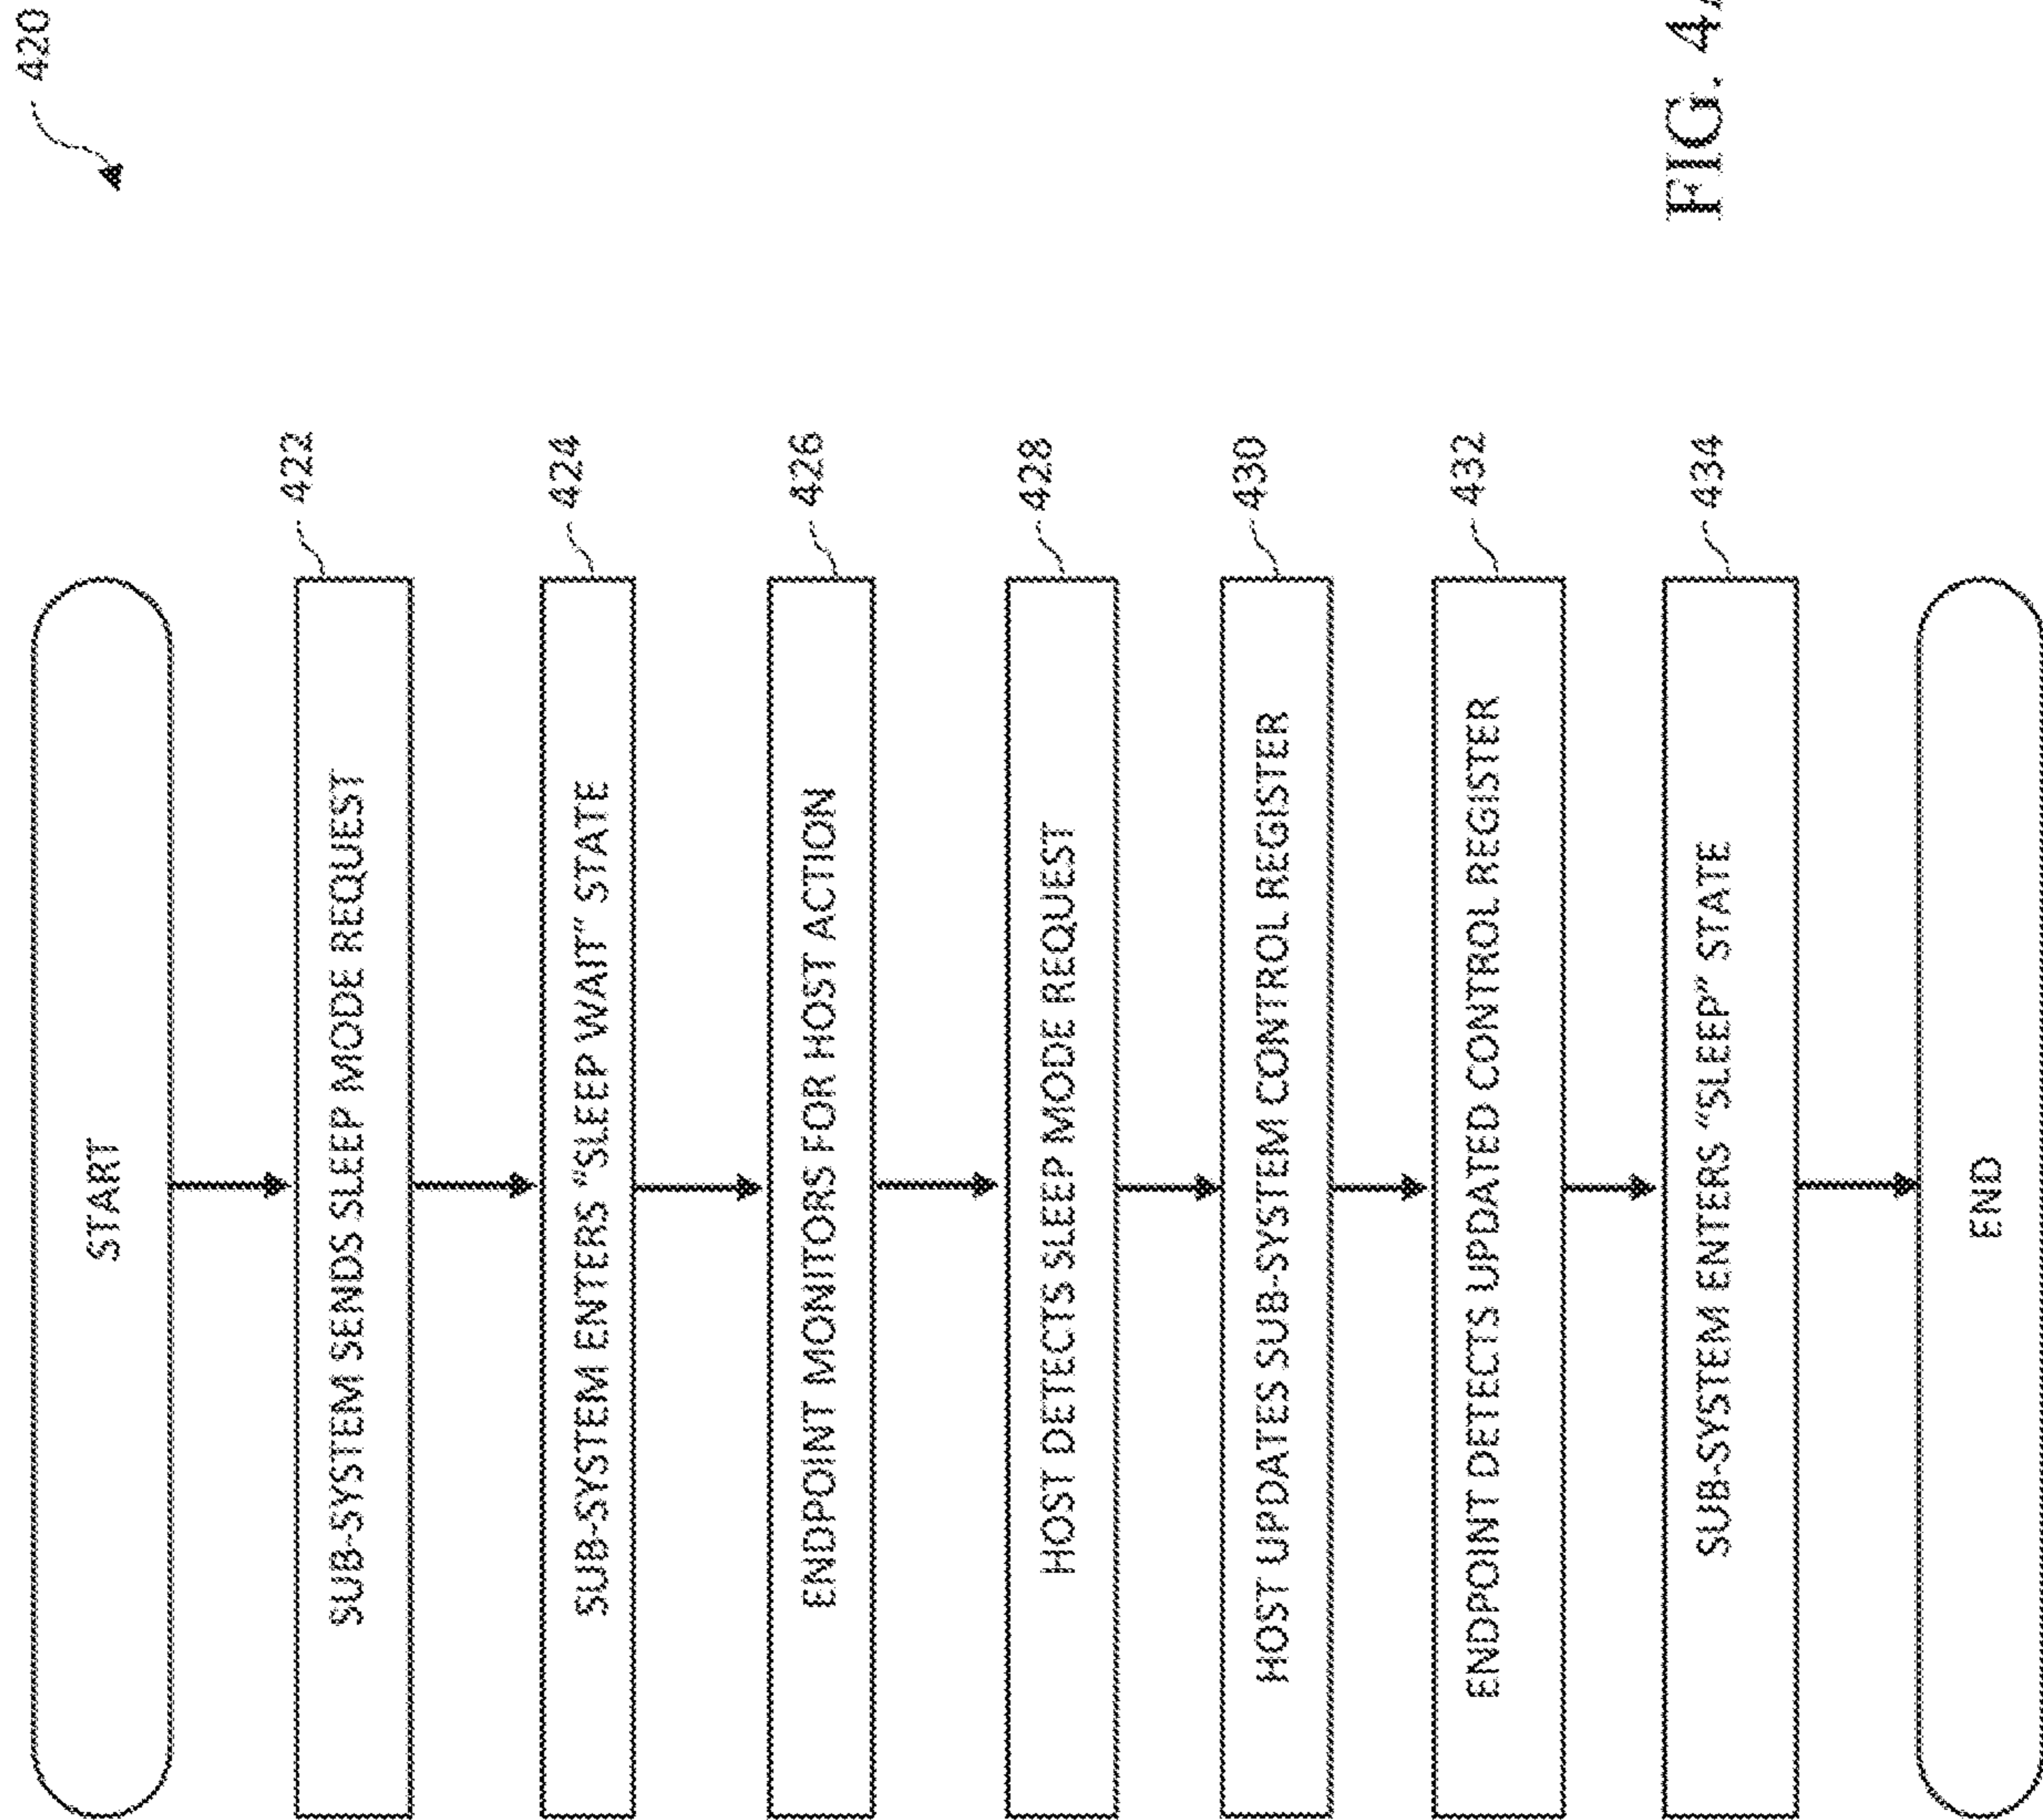 420
START
SUB-SYSTEM SENDS SLEEP MODE REQUEST
422
SUB-SYSTEM ENTERS “SLEEP WAIT” STATE
424
ENDPOINT MONITORS FOR HOST ACTION
426
HOST DETECTS SLEEP MODE REQUEST
428
HOST UPDATES SUB-SYSTEM CONTROL REGISTER
430
ENDPOINT DETECTS UPDATED CONTROL REGISTER
432
SUB-SYSTEM ENTERS “SLEEP” STATE
434
END
FIG.